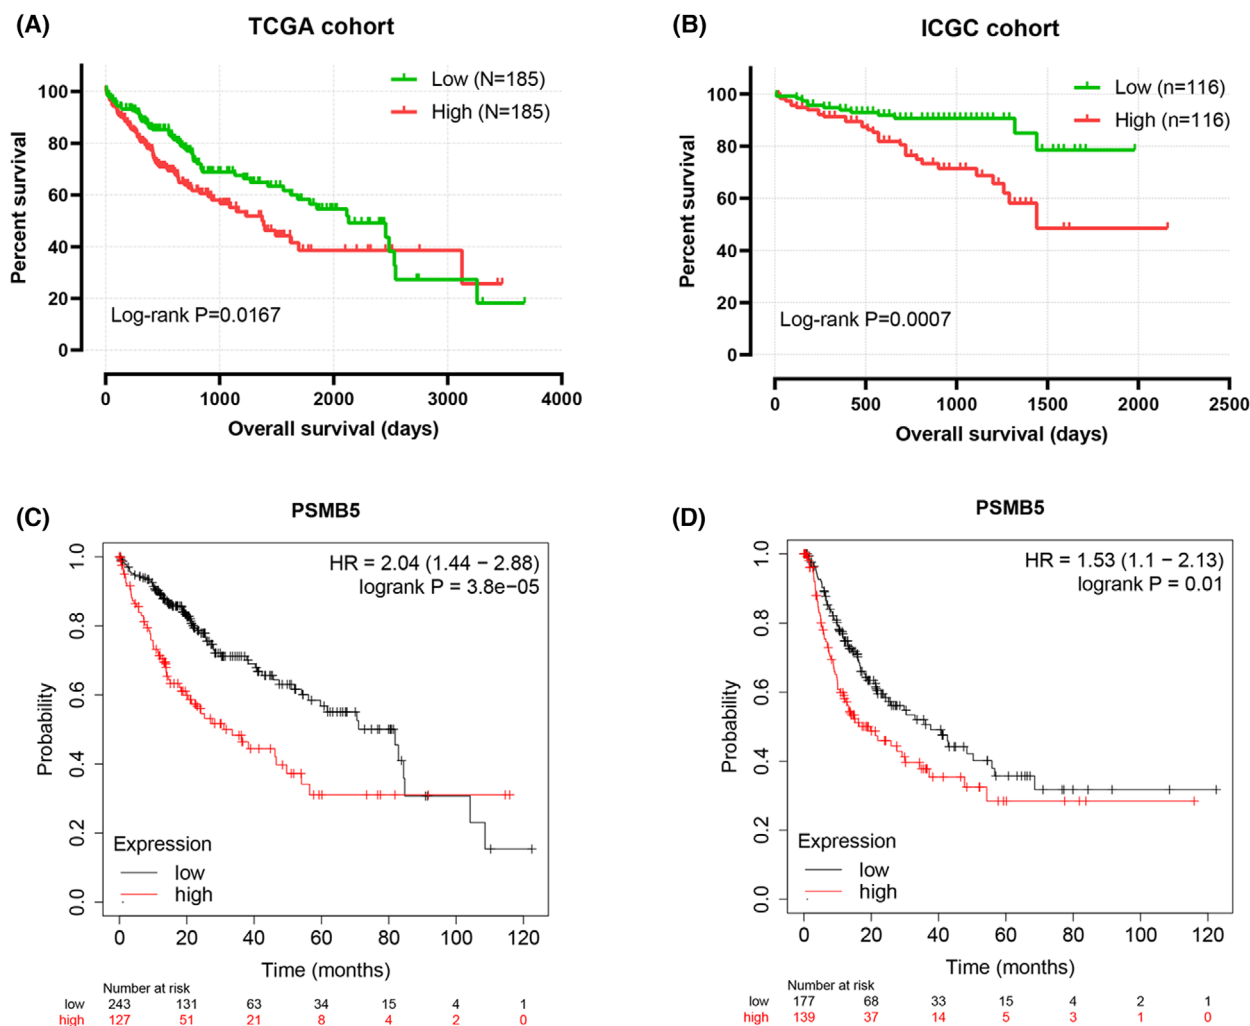 (A)
TCGA cohort
Low (N=185)
High (N=185)
100
80
60
40
20
0
Percent survival
Log-rank P=0.0167
0 1000 2000 3000 4000
Overall survival (days)
(B)
ICGC cohort
Low (n=116)
High (n=116)
100
80
60
40
20
0
Percent survival
Log-rank P=0.0007
0 500 1000 1500 2000 2500
Overall survival (days)
(C)
PSMB5
HR = 2.04 (1.44 − 2.88)
logrank P = 3.8e−05
1.0
0.8
0.6
0.4
0.2
0.0
Probability
Expression
low
high
0 20 40 60 80 100 120
Time (months)
Number at risk
low 243 131 63 34 15 4 1
high 127 51 21 8 4 2 0
(D)
PSMB5
HR = 1.53 (1.1 − 2.13)
logrank P = 0.01
1.0
0.8
0.6
0.4
0.2
0.0
Probability
Expression
low
high
0 20 40 60 80 100 120
Time (months)
Number at risk
low 177 68 33 15 4 2 1
high 139 37 14 5 3 1 0